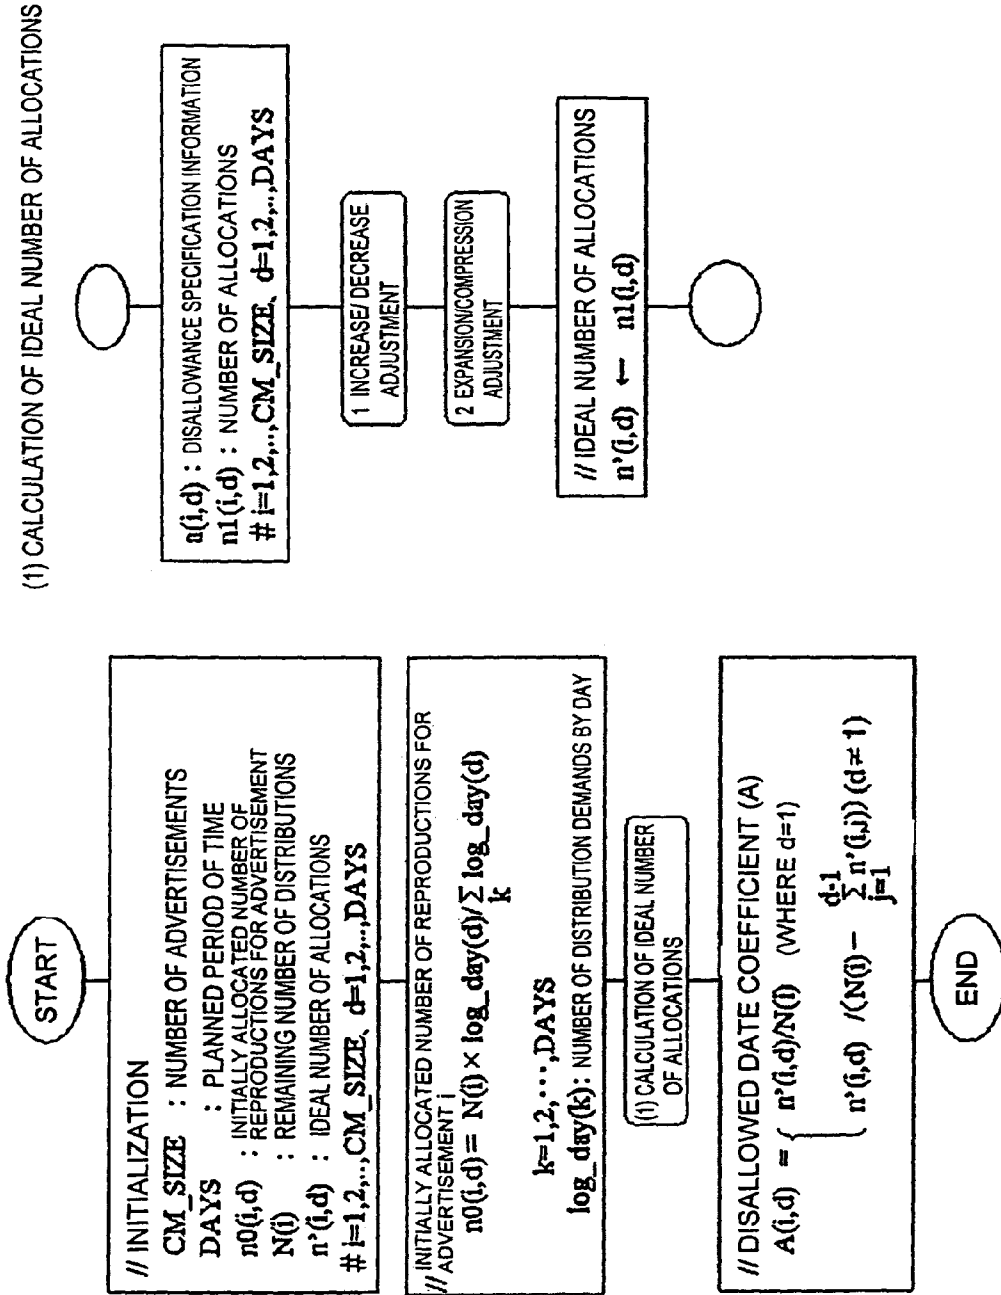 START
// INITIALIZATION
CM_SIZE : NUMBER OF ADVERTISEMENTS
DAYS : PLANNED PERIOD OF TIME
n0(i,d) : INITIALLY ALLOCATED NUMBER OF
REPRODUCTIONS FOR ADVERTISEMENT
N(i) : REMAINING NUMBER OF DISTRIBUTIONS
n'(i,d) : IDEAL NUMBER OF ALLOCATIONS
# i=1,2,..,CM_SIZE、d=1,2,..,DAYS
// INITIALLY ALLOCATED NUMBER OF REPRODUCTIONS FOR
ADVERTISEMENT i
n0(i,d) = N(i) × log_day(d)/ Σ log_day(d)
k
k=1,2,···,DAYS
log_day(k): NUMBER OF DISTRIBUTION DEMANDS BY DAY
(1) CALCULATION OF IDEAL NUMBER
OF ALLOCATIONS
// DISALLOWED DATE COEFFICIENT (A)
A(i,d) = { n'(i,d)/N(i) (WHERE d=1)
d-1
n'(i,d) /(N(i) − Σ n'(i,j)) (d ≠ 1)
j=1
END
(1) CALCULATION OF IDEAL NUMBER OF ALLOCATIONS
a(i,d) : DISALLOWANCE SPECIFICATION INFORMATION
n1(i,d) : NUMBER OF ALLOCATIONS
# i=1,2,..,CM_SIZE、d=1,2,..,DAYS
1 INCREASE/ DECREASE
ADJUSTMENT
2 EXPANSION/COMPRESSION
ADJUSTMENT
// IDEAL NUMBER OF ALLOCATIONS
n'(i,d) ← n1(i,d)